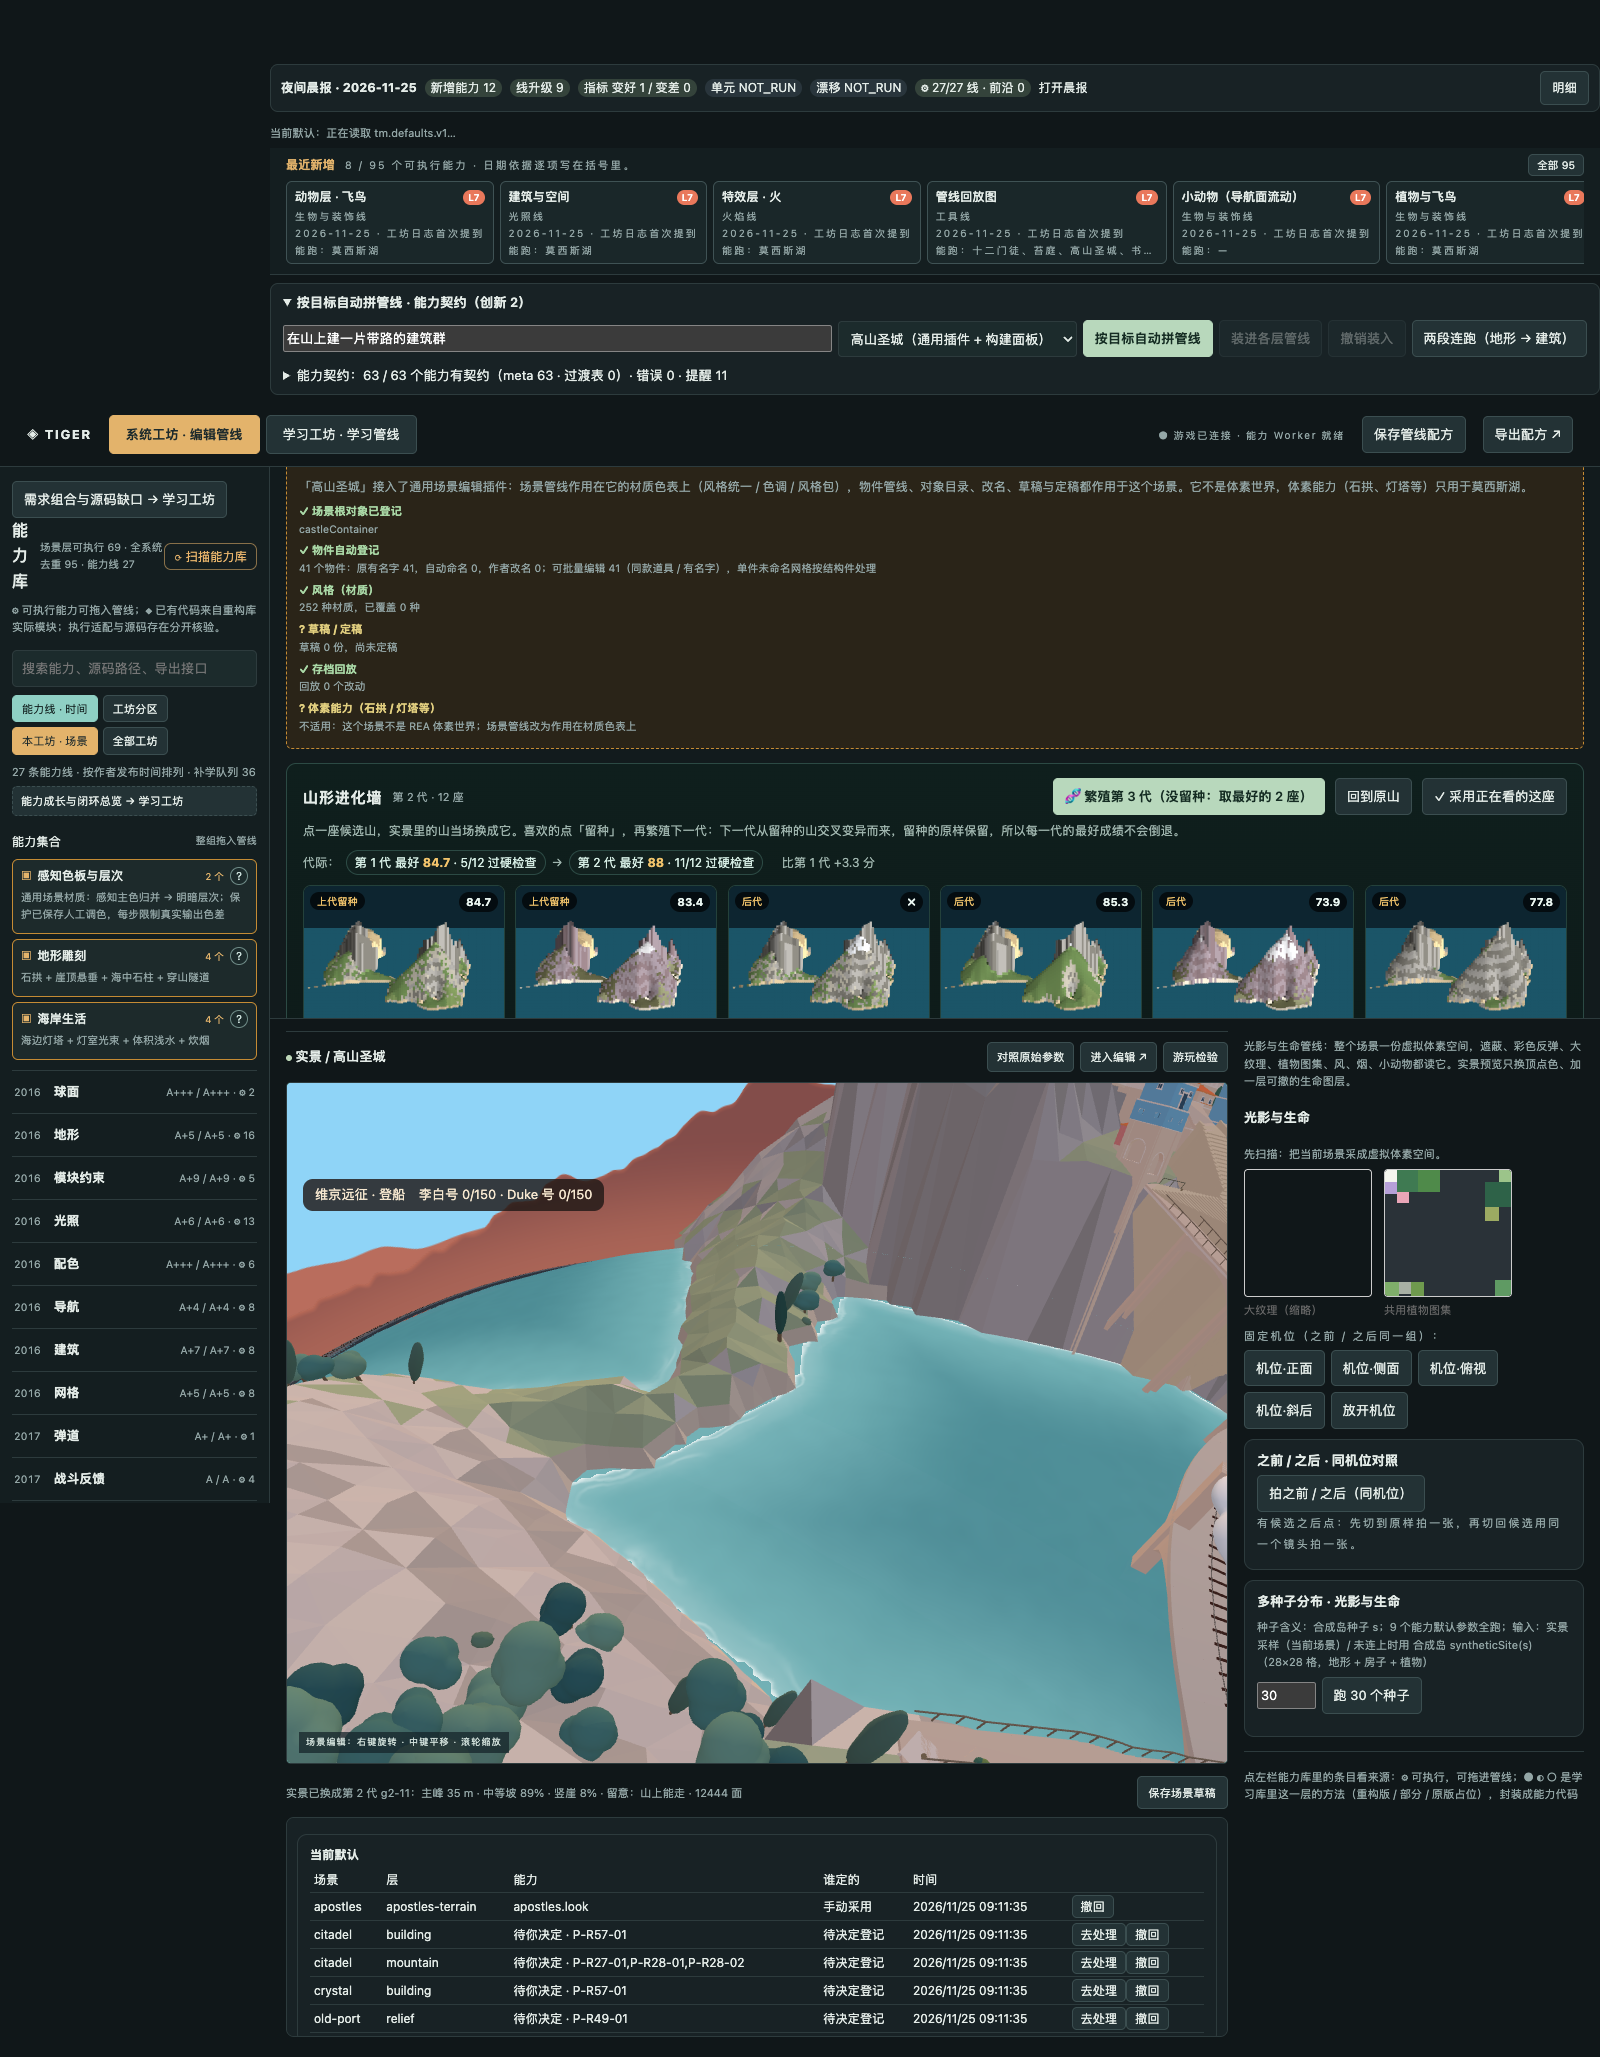 夜间晨报 · 2026-11-25 新增能力 12 线升级 9 指标 变好 1 / 变差 0 单元 NOT_RUN 漂移 NOT_RUN ⚙ 27/27 线 · 前沿 0 打开晨报 明细
当前默认：正在读取 tm.defaults.v1…
最近新增 8 / 95 个可执行能力 · 日期依据逐项写在括号里。 全部 95
动物层 · 飞鸟 L7
生物与装饰线
2026-11-25 · 工坊日志首次提到
能跑：莫西斯湖
建筑与空间 L7
光照线
2026-11-25 · 工坊日志首次提到
能跑：莫西斯湖
特效层 · 火 L7
火焰线
2026-11-25 · 工坊日志首次提到
能跑：莫西斯湖
管线回放图 L7
工具线
2026-11-25 · 工坊日志首次提到
能跑：十二门徒、苔庭、高山圣城、书…
小动物（导航面流动） L7
生物与装饰线
2026-11-25 · 工坊日志首次提到
能跑：—
植物与飞鸟 L7
生物与装饰线
2026-11-25 · 工坊日志首次提到
能跑：莫西斯湖
▼ 按目标自动拼管线 · 能力契约（创新 2）
在山上建一片带路的建筑群 高山圣城（通用插件 + 构建面板） 按目标自动拼管线 装进各层管线 撤销装入 两段连跑（地形 → 建筑）
▶ 能力契约：63 / 63 个能力有契约（meta 63 · 过渡表 0）· 错误 0 · 提醒 11
◈ TIGER 系统工坊 · 编辑管线 学习工坊 · 学习管线 ● 游戏已连接 · 能力 Worker 就绪 保存管线配方 导出配方 ↗
需求组合与源码缺口 → 学习工坊
能力库
场景层可执行 69 · 全系统
去重 95 · 能力线 27
⟳ 扫描能力库
⚙ 可执行能力可拖入管线；◆ 已有代码来自重构库
实际模块；执行适配与源码存在分开核验。
搜索能力、源码路径、导出接口
能力线 · 时间 工坊分区
本工坊 · 场景 全部工坊
27 条能力线 · 按作者发布时间排列 · 补学队列 36
能力成长与闭环总览 → 学习工坊
能力集合 整组拖入管线
▣ 感知色板与层次 2 个 ?
通用场景材质：感知主色归并 → 明暗层次；保
护已保存人工调色，每步限制真实输出色差
▣ 地形雕刻 4 个 ?
石拱 + 崖顶悬垂 + 海中石柱 + 穿山隧道
▣ 海岸生活 4 个 ?
海边灯塔 + 灯室光束 + 体积浅水 + 炊烟
2016 球面 A+++ / A+++ · ⚙ 2
2016 地形 A+5 / A+5 · ⚙ 16
2016 模块约束 A+9 / A+9 · ⚙ 5
2016 光照 A+6 / A+6 · ⚙ 13
2016 配色 A+++ / A+++ · ⚙ 6
2016 导航 A+4 / A+4 · ⚙ 8
2016 建筑 A+7 / A+7 · ⚙ 8
2016 网格 A+5 / A+5 · ⚙ 8
2017 弹道 A+ / A+ · ⚙ 1
2017 战斗反馈 A / A · ⚙ 4
「高山圣城」接入了通用场景编辑插件：场景管线作用在它的材质色表上（风格统一 / 色调 / 风格包），物件管线、对象目录、改名、草稿与定稿都作用于这个场景。它不是体素世界，体素能力（石拱、灯塔等）只用于莫西斯湖。
✓ 场景根对象已登记
castleContainer
✓ 物件自动登记
41 个物件：原有名字 41，自动命名 0，作者改名 0；可批量编辑 41（同款道具 / 有名字），单件未命名网格按结构件处理
✓ 风格（材质）
252 种材质，已覆盖 0 种
? 草稿 / 定稿
草稿 0 份，尚未定稿
✓ 存档回放
回放 0 个改动
? 体素能力（石拱 / 灯塔等）
不适用：这个场景不是 REA 体素世界；场景管线改为作用在材质色表上
山形进化墙 第 2 代 · 12 座 🧬 繁殖第 3 代（没留种：取最好的 2 座） 回到原山 ✓ 采用正在看的这座
点一座候选山，实景里的山当场换成它。喜欢的点「留种」，再繁殖下一代：下一代从留种的山交叉变异而来，留种的原样保留，所以每一代的最好成绩不会倒退。
代际： 第 1 代 最好 84.7 · 5/12 过硬检查 → 第 2 代 最好 88 · 11/12 过硬检查 比第 1 代 +3.3 分
上代留种 84.7 上代留种 83.4 后代 ✕ 后代 85.3 后代 73.9 后代 77.8
● 实景 / 高山圣城 对照原始参数 进入编辑 ↗ 游玩检验
维京远征 · 登船 李白号 0/150 · Duke 号 0/150
场景编辑：右键旋转 · 中键平移 · 滚轮缩放
实景已换成第 2 代 g2-11：主峰 35 m · 中等坡 89% · 竖崖 8% · 留意：山上能走 · 12444 面 保存场景草稿
当前默认
场景 层 能力 谁定的 时间
apostles apostles-terrain apostles.look 手动采用 2026/11/25 09:11:35 撤回
citadel building 待你决定 · P-R57-01 待决定登记 2026/11/25 09:11:35 去处理 撤回
citadel mountain 待你决定 · P-R27-01,P-R28-01,P-R28-02 待决定登记 2026/11/25 09:11:35 去处理 撤回
crystal building 待你决定 · P-R57-01 待决定登记 2026/11/25 09:11:35 去处理 撤回
old-port relief 待你决定 · P-R49-01 待决定登记 2026/11/25 09:11:35 去处理 撤回
光影与生命管线：整个场景一份虚拟体素空间，遮蔽、彩色反弹、大
纹理、植物图集、风、烟、小动物都读它。实景预览只换顶点色、加
一层可撤的生命图层。
光影与生命
先扫描：把当前场景采成虚拟体素空间。
大纹理（缩略） 共用植物图集
固定机位（之前 / 之后同一组）：
机位·正面 机位·侧面 机位·俯视
机位·斜后 放开机位
之前 / 之后 · 同机位对照
拍之前 / 之后（同机位）
有候选之后点：先切到原样拍一张，再切回候选用同
一个镜头拍一张。
多种子分布 · 光影与生命
种子含义：合成岛种子 s；9 个能力默认参数全跑；输入：实景
采样（当前场景）/ 未连上时用 合成岛 syntheticSite(s)
（28×28 格，地形 + 房子 + 植物）
30 跑 30 个种子
点左栏能力库里的条目看来源：⚙ 可执行，可拖进管线；● ◐ ○ 是学
习库里这一层的方法（重构版 / 部分 / 原版占位），封装成能力代码